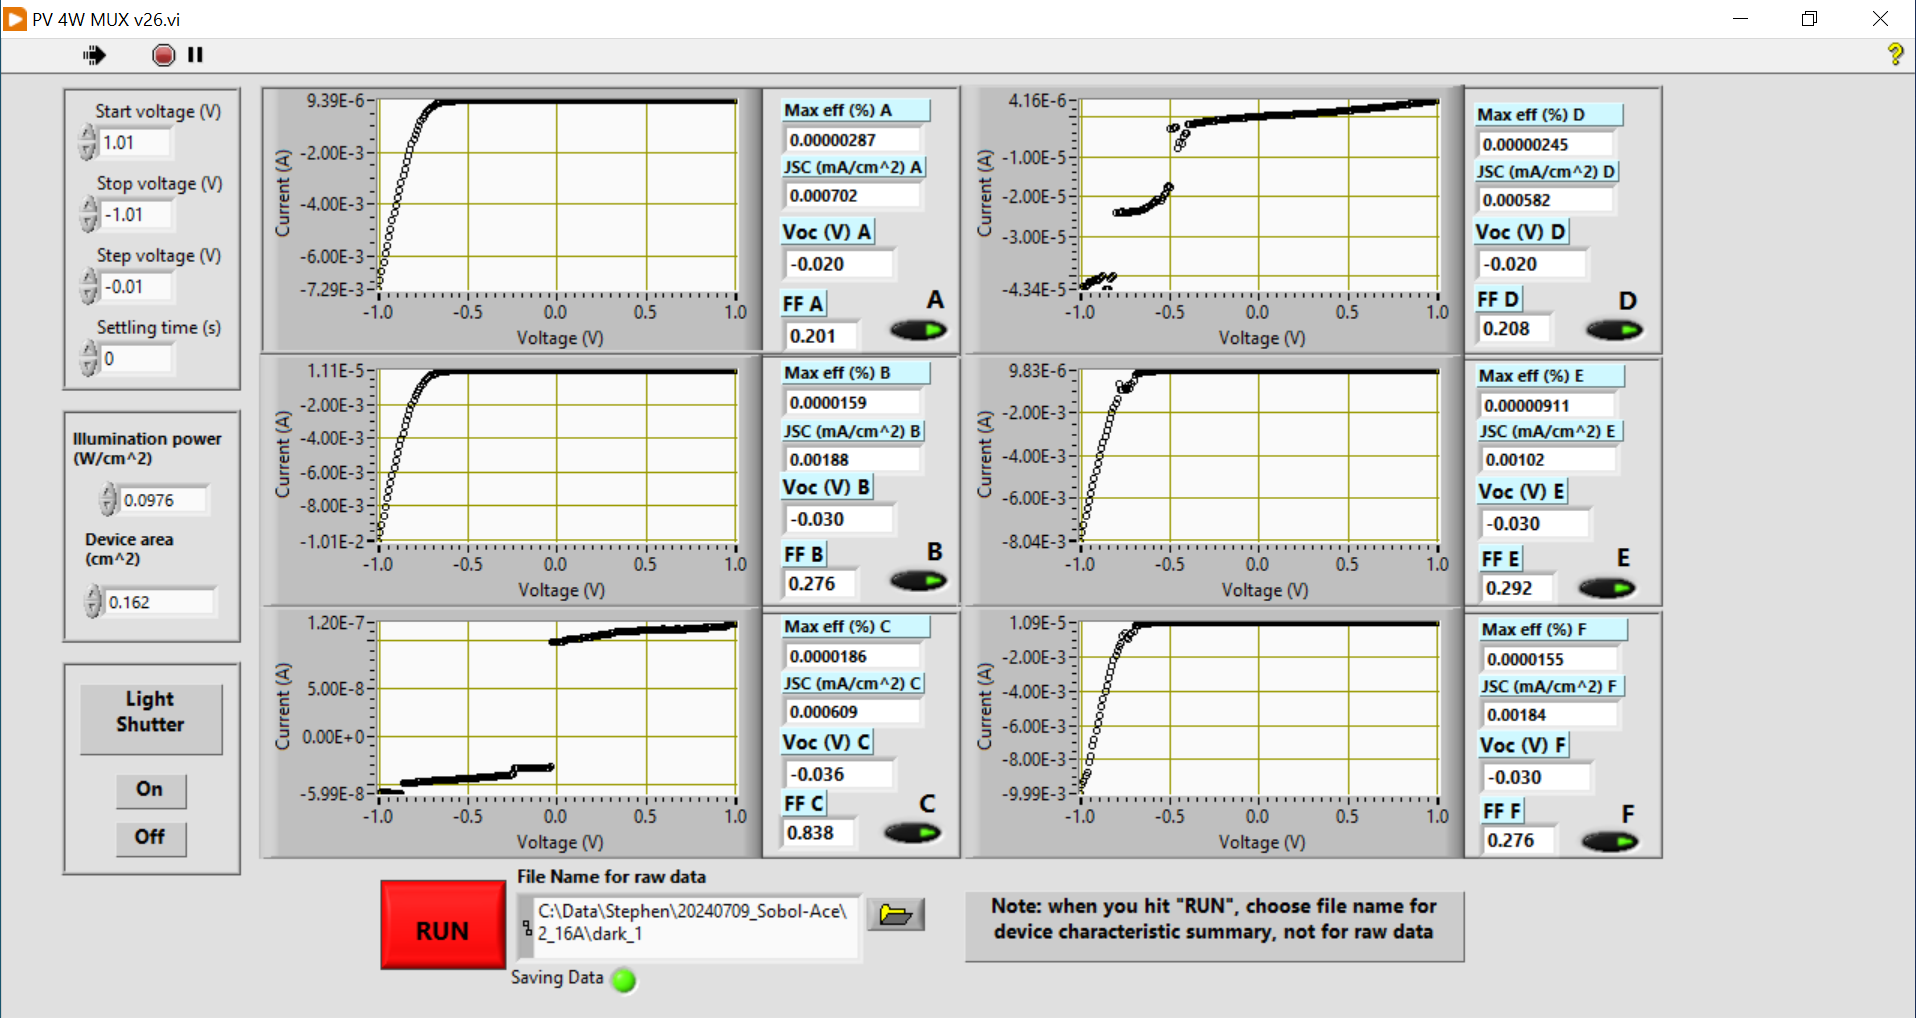 PV 4W MUX v26.vi
Start voltage (V)
1.01
Stop voltage (V)
-1.01
Step voltage (V)
-0.01
Settling time (s)
0
Illumination power
(W/cm^2)
0.0976
Device area
(cm^2)
0.162
Light
Shutter
On
Off
9.39E-6
-2.00E-3
-4.00E-3
-6.00E-3
-7.29E-3
Current (A)
-1.0 -0.5 0.0 0.5 1.0
Voltage (V)
Max eff (%) A
0.00000287
JSC (mA/cm^2) A
0.000702
Voc (V) A
-0.020
FF A
0.201
A
1.11E-5
-2.00E-3
-4.00E-3
-6.00E-3
-8.00E-3
-1.01E-2
Current (A)
-1.0 -0.5 0.0 0.5 1.0
Voltage (V)
Max eff (%) B
0.0000159
JSC (mA/cm^2) B
0.00188
Voc (V) B
-0.030
FF B
0.276
B
1.20E-7
5.00E-8
0.00E+0
-5.99E-8
Current (A)
-1.0 -0.5 0.0 0.5 1.0
Voltage (V)
Max eff (%) C
0.0000186
JSC (mA/cm^2) C
0.000609
Voc (V) C
-0.036
FF C
0.838
C
4.16E-6
-1.00E-5
-2.00E-5
-3.00E-5
-4.34E-5
Current (A)
-1.0 -0.5 0.0 0.5 1.0
Voltage (V)
Max eff (%) D
0.00000245
JSC (mA/cm^2) D
0.000582
Voc (V) D
-0.020
FF D
0.208
D
9.83E-6
-2.00E-3
-4.00E-3
-6.00E-3
-8.04E-3
Current (A)
-1.0 -0.5 0.0 0.5 1.0
Voltage (V)
Max eff (%) E
0.00000911
JSC (mA/cm^2) E
0.00102
Voc (V) E
-0.030
FF E
0.292
E
1.09E-5
-2.00E-3
-4.00E-3
-6.00E-3
-8.00E-3
-9.99E-3
Current (A)
-1.0 -0.5 0.0 0.5 1.0
Voltage (V)
Max eff (%) F
0.0000155
JSC (mA/cm^2) F
0.00184
Voc (V) F
-0.030
FF F
0.276
F
RUN
File Name for raw data
C:\Data\Stephen\20240709_Sobol-Ace\
2_16A\dark_1
Saving Data
Note: when you hit "RUN", choose file name for
device characteristic summary, not for raw data